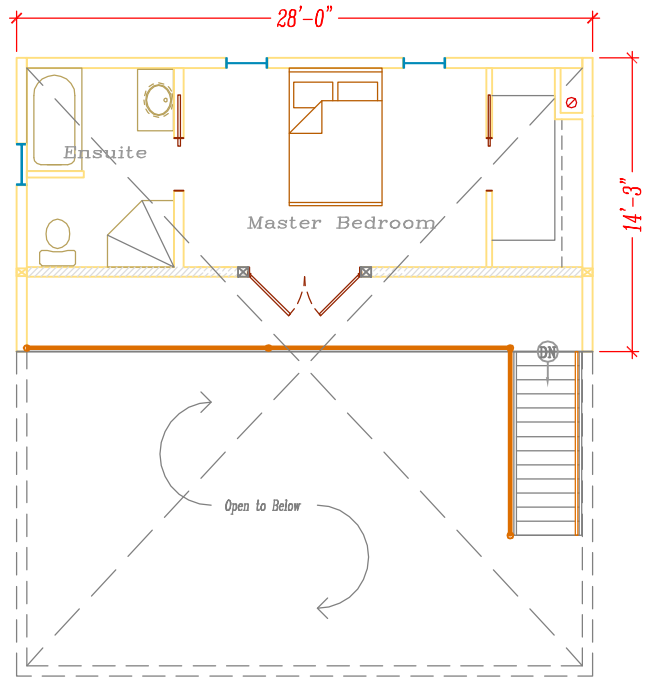 28'-0"
Ensuite
Master Bedroom
14'-3"
DN
Open to Below